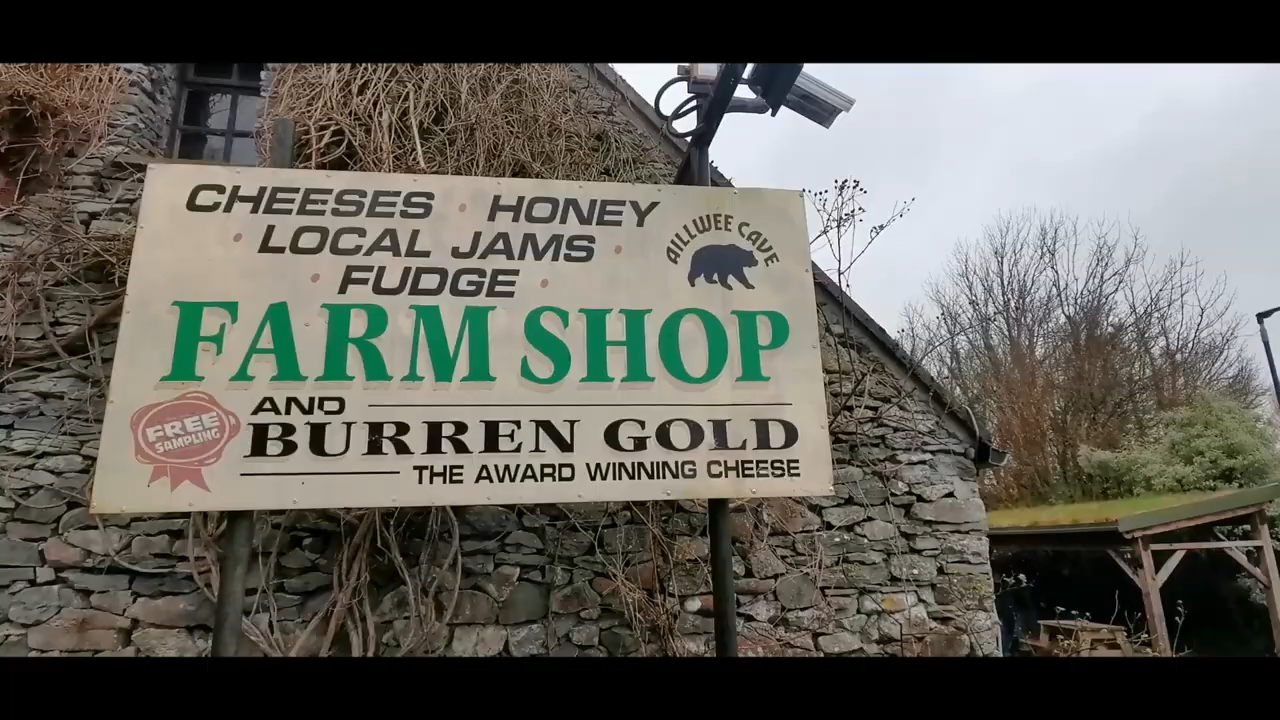 CHEESES • HONEY
• LOCAL JAMS
• FUDGE •
AILLWEE CAVE
FARM SHOP
FREE
SAMPLING
AND
BURREN GOLD
THE AWARD WINNING CHEESE